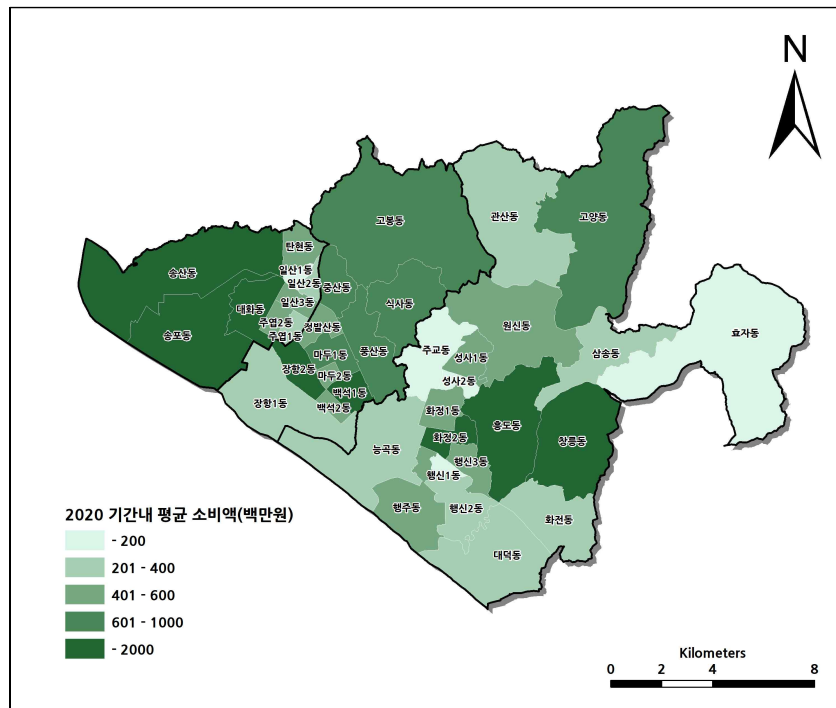 N
고봉동
관산동
고양동
탄현동
송산동
일산1동
일산2동
중산동
식사동
일산3동
대화동
주엽2동
정발산동
원신동
효자동
송포동
주엽1동
마두1동
풍산동
주교동
성사1동
삼송동
장항2동
마두2동
성사2동
백석1동
장항1동
백석2동
화정1동
흥도동
화정2동
창릉동
능곡동
행신3동
행신1동
행주동
행신2동
화전동
대덕동
2020 기간내 평균 소비액(백만원)
- 200
201 - 400
401 - 600
601 - 1000
- 2000
Kilometers
0 2 4 8